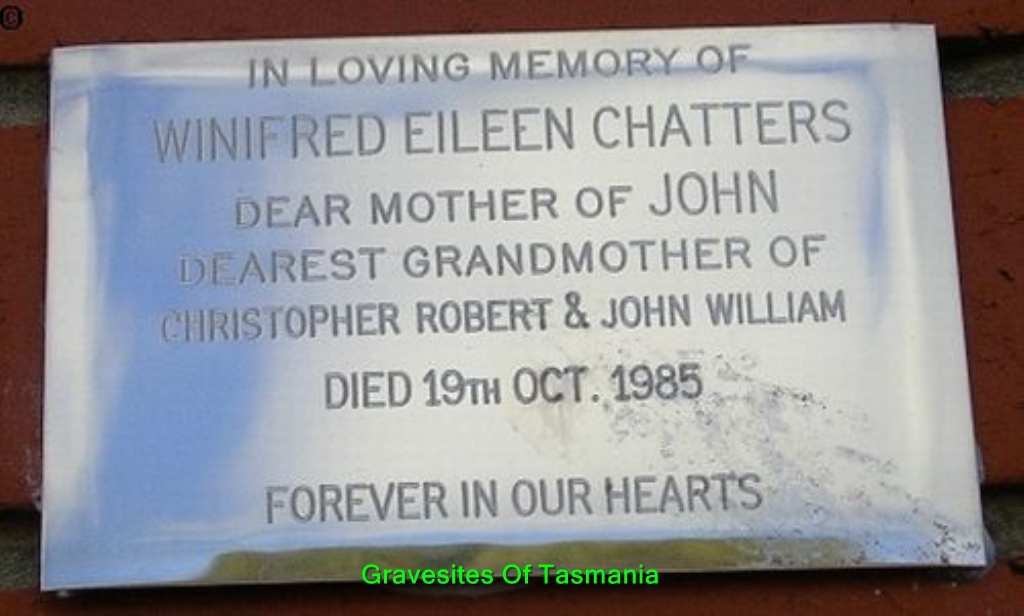 ©
IN LOVING MEMORY OF
WINIFRED EILEEN CHATTERS
DEAR MOTHER OF JOHN
DEAREST GRANDMOTHER OF
CHRISTOPHER ROBERT & JOHN WILLIAM
DIED 19TH OCT. 1985
FOREVER IN OUR HEARTS
Gravesites Of Tasmania